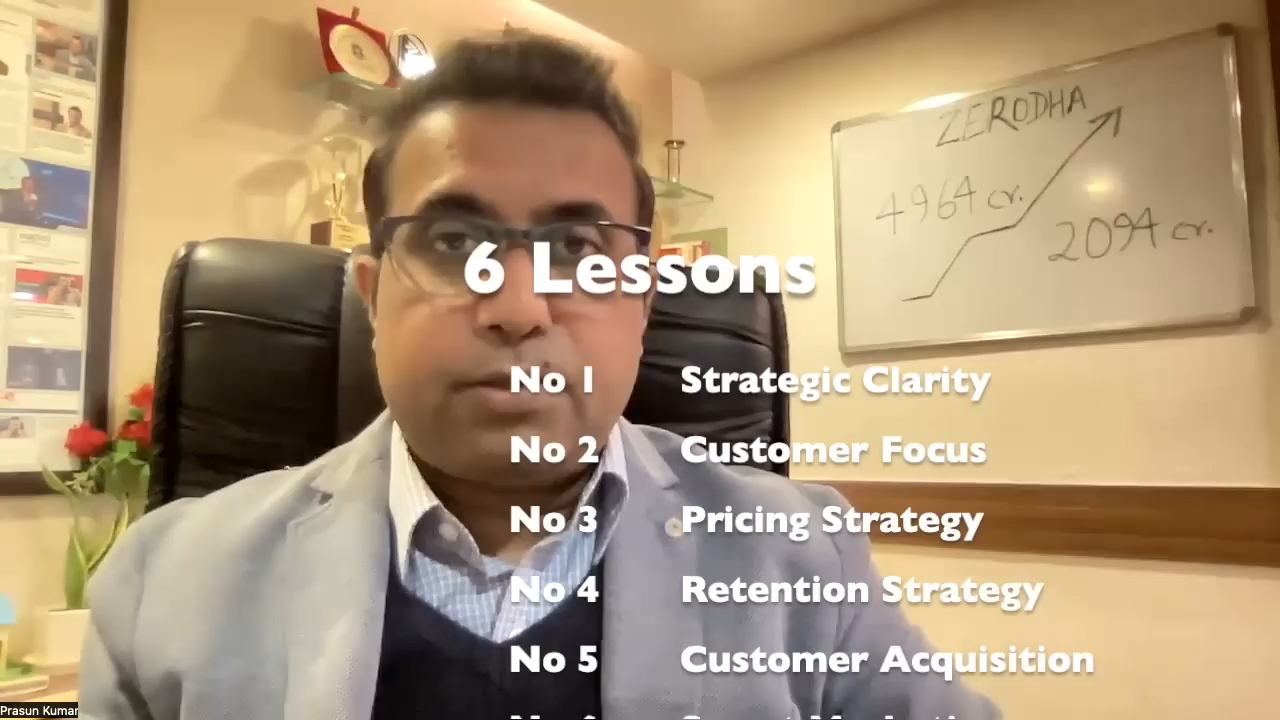 ZERODHA
4964 cr.
2094 cr.
6 Lessons
No 1 Strategic Clarity
No 2 Customer Focus
No 3 Pricing Strategy
No 4 Retention Strategy
No 5 Customer Acquisition
Prasun Kumar